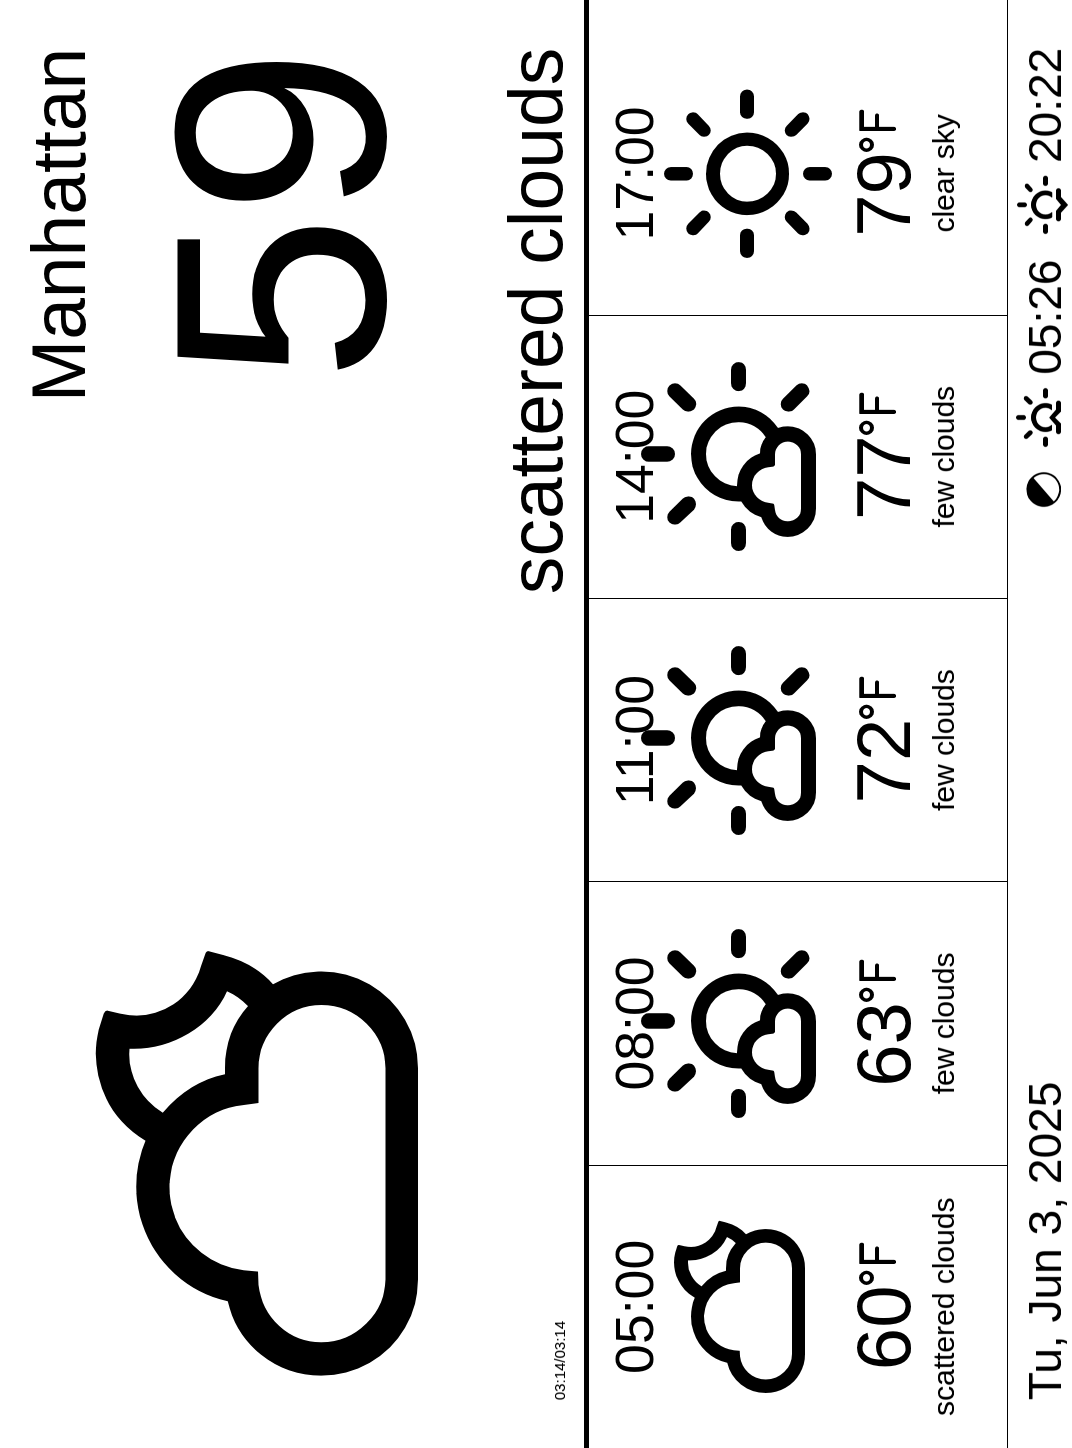 Manhattan
59
scattered clouds
03:14/03:14
05:00
60°F
scattered clouds
08:00
63°F
few clouds
11:00
72°F
few clouds
14:00
77°F
few clouds
17:00
79°F
clear sky
Tu, Jun 3, 2025
05:26
20:22